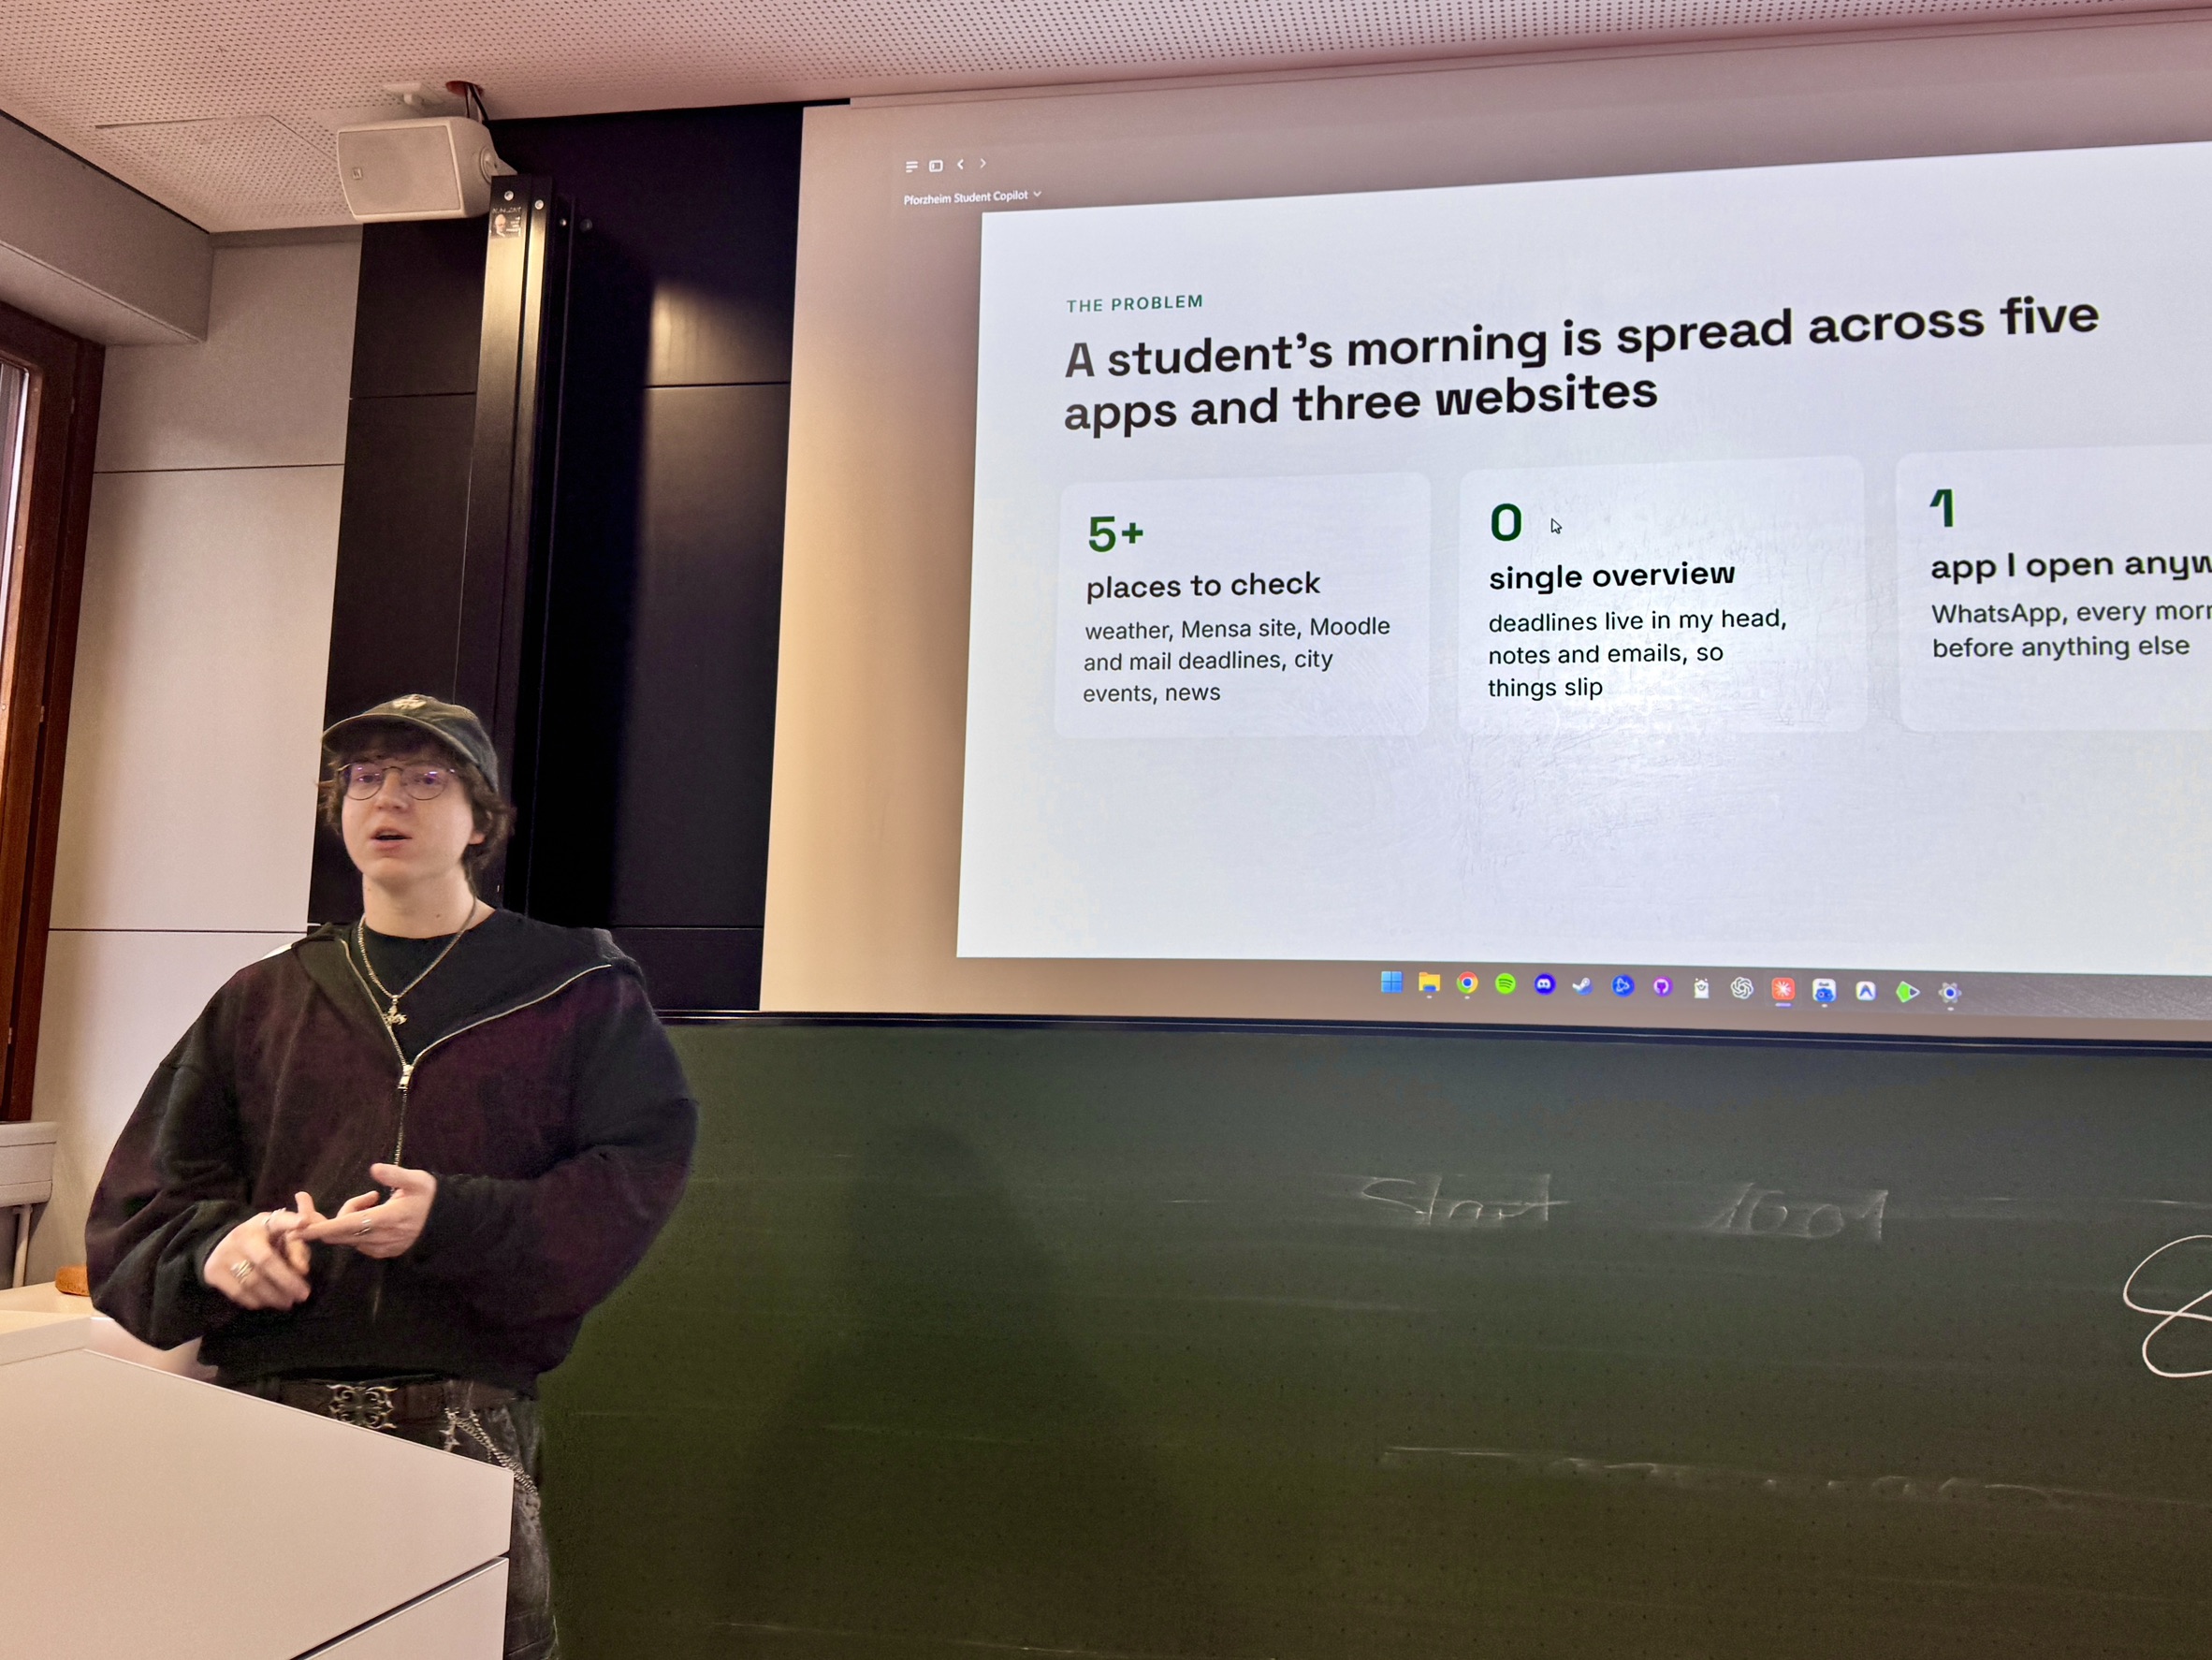 Pforzheim Student Copilot
THE PROBLEM
A student's morning is spread across five
apps and three websites
5+
places to check
weather, Mensa site, Moodle
and mail deadlines, city
events, news
0
single overview
deadlines live in my head,
notes and emails, so
things slip
1
app I open
WhatsApp, every
before anything else
Start
8